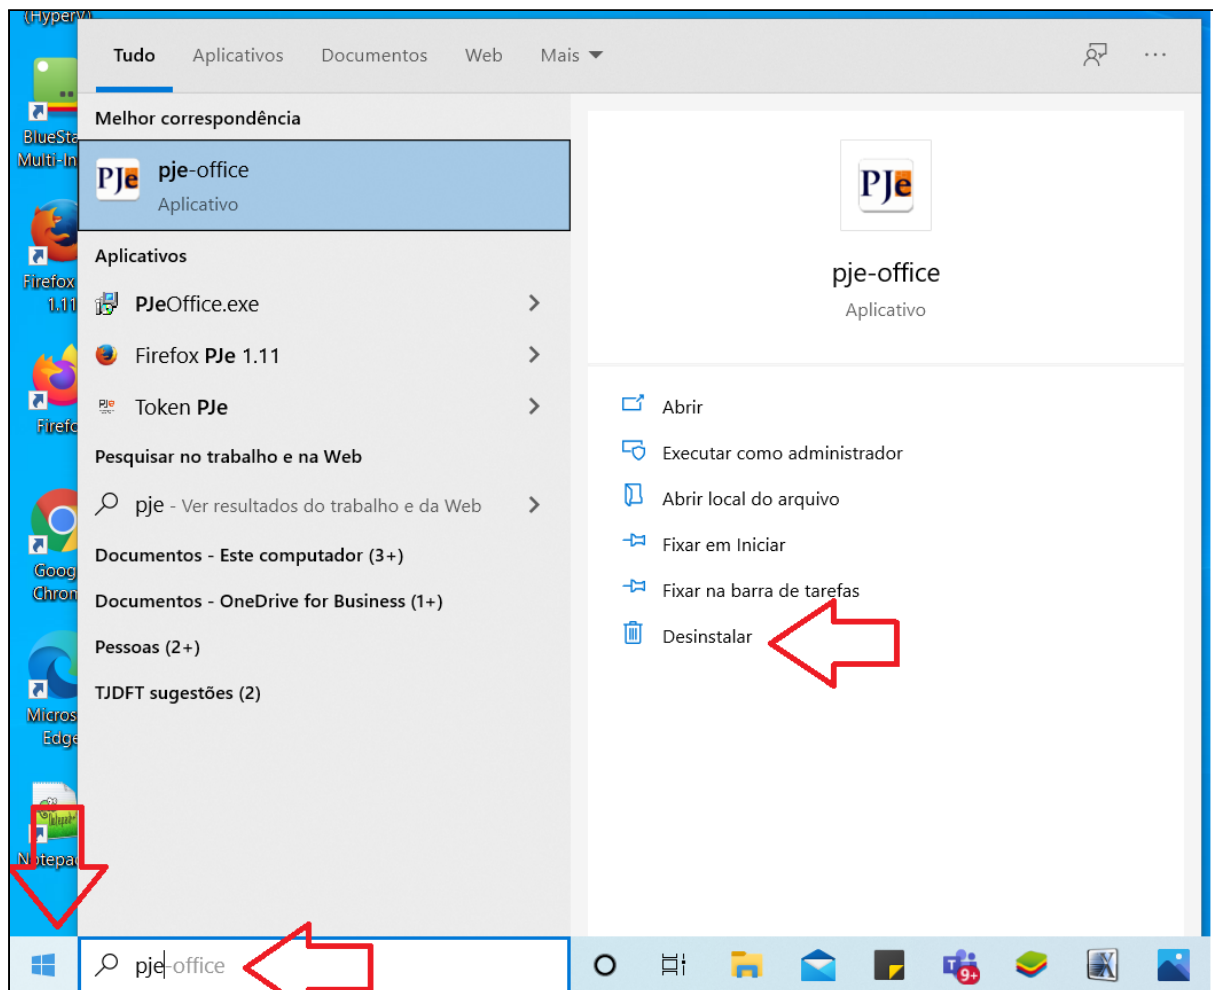 (HyperV)
Tudo Aplicativos Documentos Web Mais
Melhor correspondência
PJe
pje-office
Aplicativo
Aplicativos
PJeOffice.exe
Firefox PJe 1.11
PJe
Token PJe
Pesquisar no trabalho e na Web
pje - Ver resultados do trabalho e da Web
Documentos - Este computador (3+)
Documentos - OneDrive for Business (1+)
Pessoas (2+)
TJDFT sugestões (2)
PJe
pje-office
Aplicativo
Abrir
Executar como administrador
Abrir local do arquivo
Fixar em Iniciar
Fixar na barra de tarefas
Desinstalar
BlueSta
Multi-In
Firefox
1.11
Firefo
Goog
Chron
Micros
Edge
Notepa
pje-office
T
9+
X